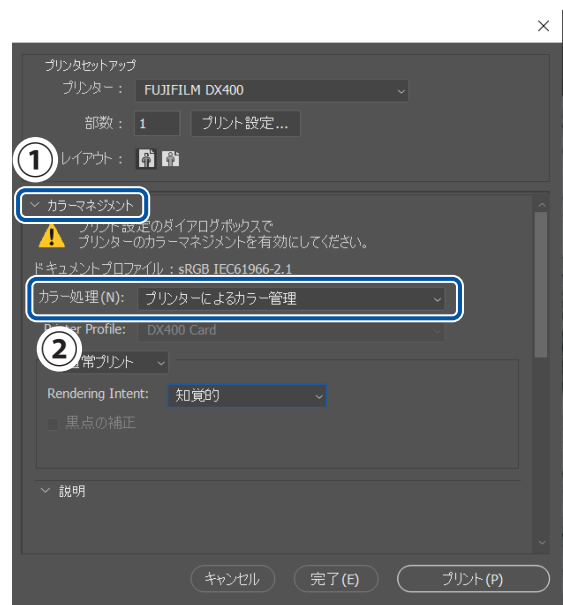 プリンタセットアップ
プリンター： FUJIFILM DX400
部数： 1 プリント設定...
1
レイアウト：
カラーマネジメント
プリント設定のダイアログボックスで
プリンターのカラーマネジメントを有効にしてください。
ドキュメントプロファイル : sRGB IEC61966-2.1
カラー処理(N): プリンターによるカラー管理
Printer Profile: DX400 Card
2
通常プリント
Rendering Intent: 知覚的
黒点の補正
説明
キャンセル 完了(E) プリント(P)